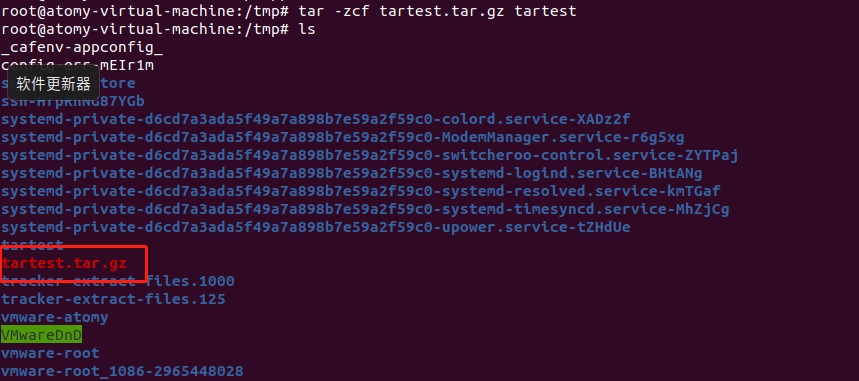 root@atomy-virtual-machine:/tmp# tar -zcf tartest.tar.gz tartest
root@atomy-virtual-machine:/tmp# ls
_cafenv-appconfig_
config-err-mEIr1m
软件更新器
ssh-HfpRnNG87YGb
systemd-private-d6cd7a3ada5f49a7a898b7e59a2f59c0-colord.service-XADz2f
systemd-private-d6cd7a3ada5f49a7a898b7e59a2f59c0-ModemManager.service-r6g5xg
systemd-private-d6cd7a3ada5f49a7a898b7e59a2f59c0-switcheroo-control.service-ZYTPaj
systemd-private-d6cd7a3ada5f49a7a898b7e59a2f59c0-systemd-logind.service-BHtANg
systemd-private-d6cd7a3ada5f49a7a898b7e59a2f59c0-systemd-resolved.service-kmTGaf
systemd-private-d6cd7a3ada5f49a7a898b7e59a2f59c0-systemd-timesyncd.service-MhZjCg
systemd-private-d6cd7a3ada5f49a7a898b7e59a2f59c0-upower.service-tZHdUe
tartest
tartest.tar.gz
tracker-extract-files.1000
tracker-extract-files.125
vmware-atomy
VMwareDnD
vmware-root
vmware-root_1086-2965448028